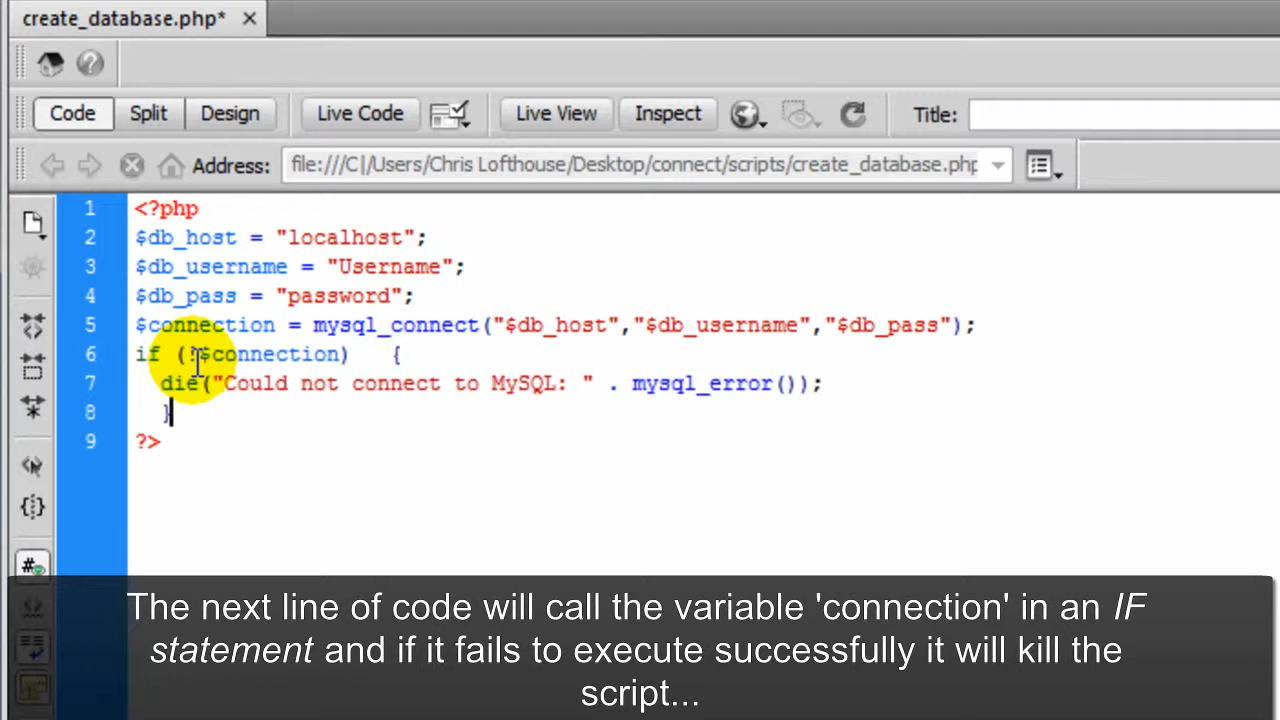 create_database.php*
Code Split Design Live Code Live View Inspect Title:
Address: file:///C|/Users/Chris Lofthouse/Desktop/connect/scripts/create_database.php
1 <?php
2 $db_host = "localhost";
3 $db_username = "Username";
4 $db_pass = "password";
5 $connection = mysql_connect("$db_host","$db_username","$db_pass");
6 if (!$connection) {
7 die("Could not connect to MySQL: " . mysql_error());
8 }
9 ?>
The next line of code will call the variable 'connection' in an IF
statement and if it fails to execute successfully it will kill the
script...